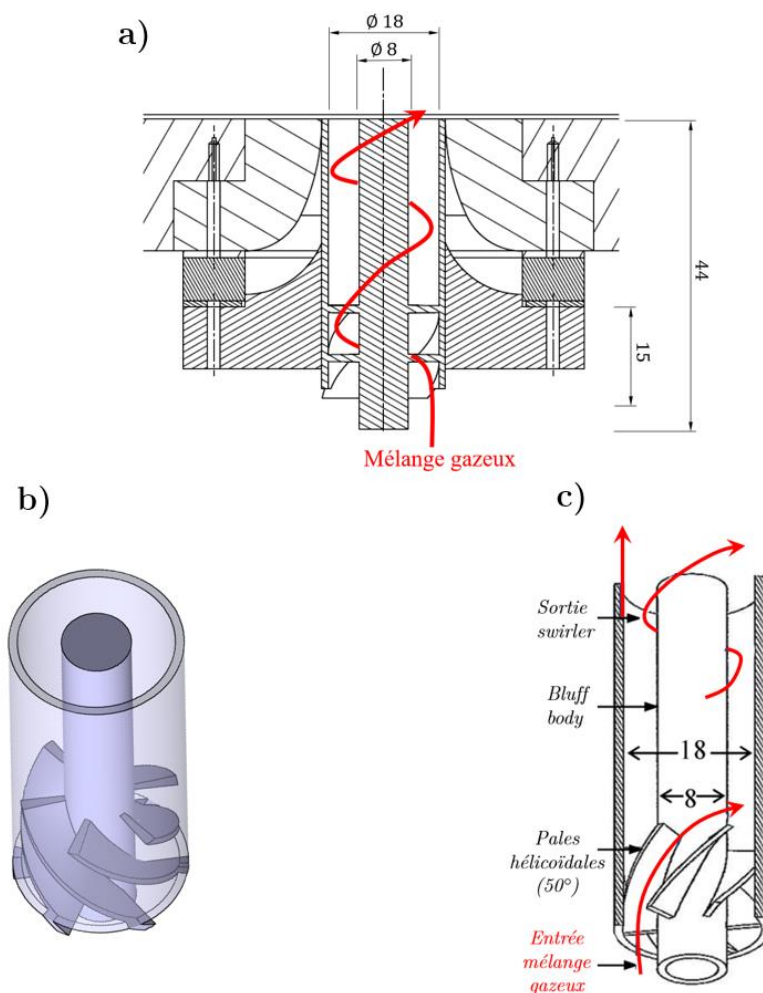 a)
Ø 18
Ø 8
44
15
Mélange gazeux
b)
c)
Sortie
swirler
Bluff
body
18
8
Pales
hélicoïdales
(50°)
Entrée
mélange
gazeux